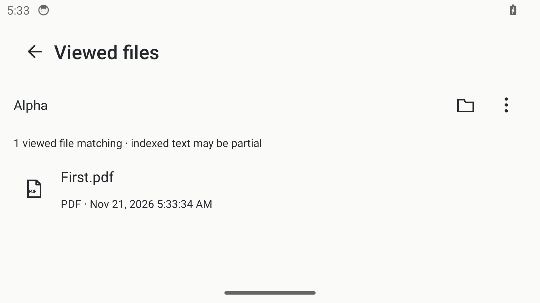 5:33
Viewed files
Alpha
1 viewed file matching · indexed text may be partial
First.pdf
PDF · Nov 21, 2026 5:33:34 AM